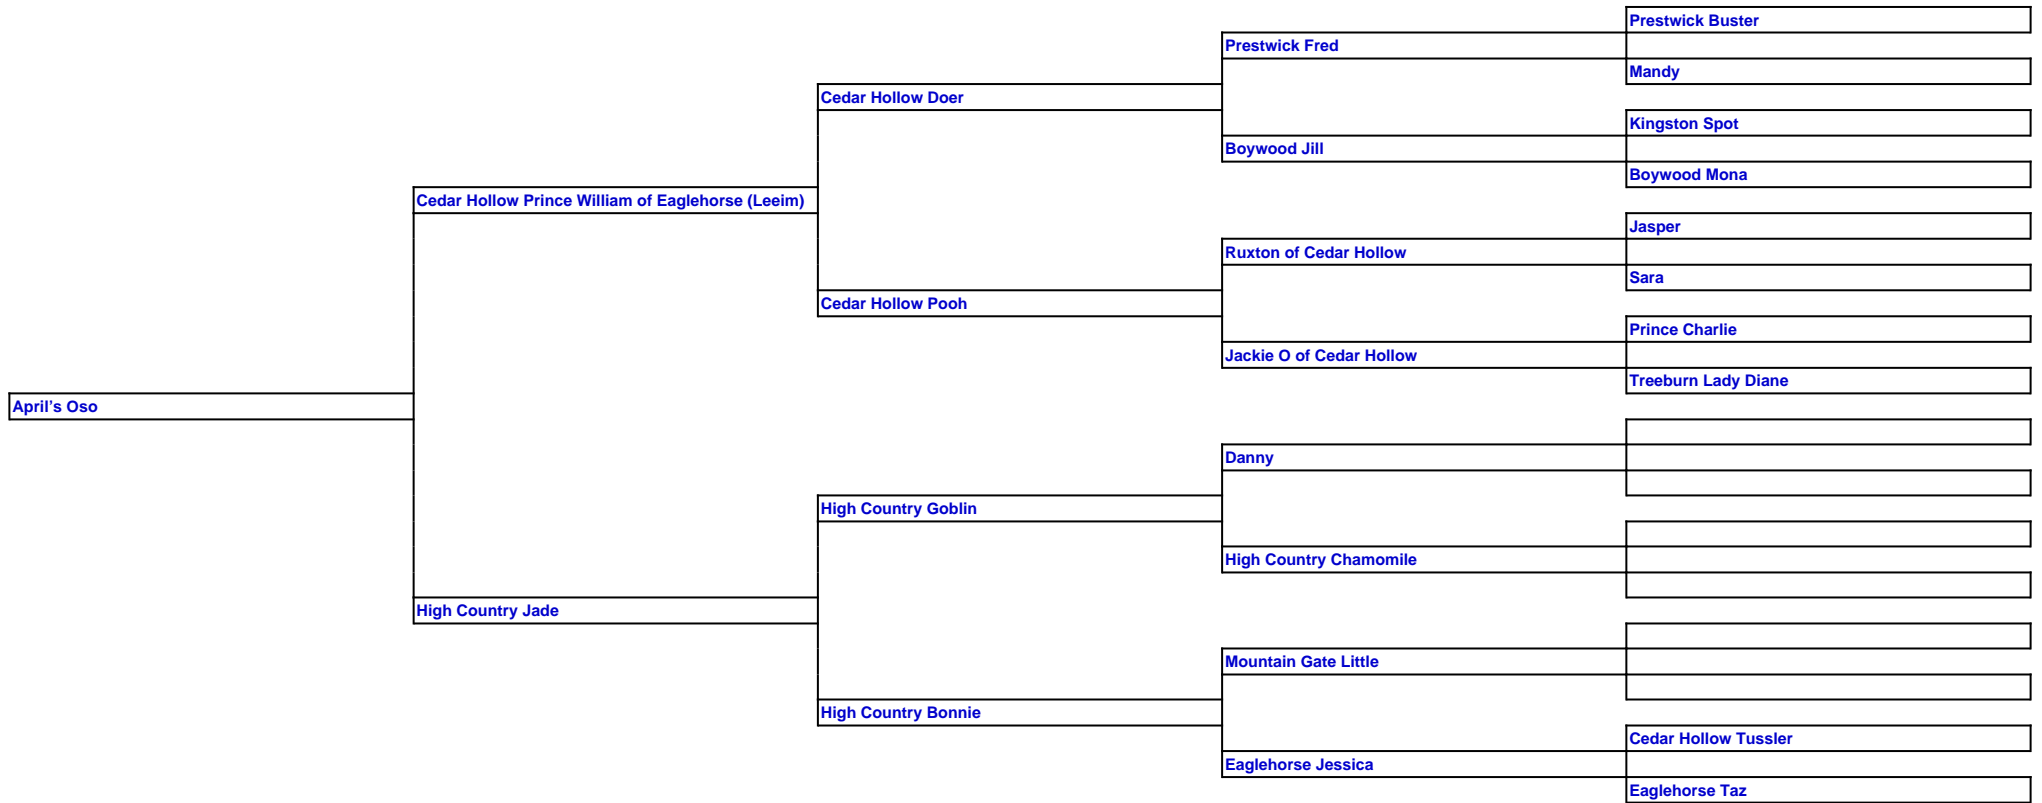 Prestwick Buster
Prestwick Fred
Mandy
Cedar Hollow Doer
Kingston Spot
Boywood Jill
Boywood Mona
Cedar Hollow Prince William of Eaglehorse (Leeim)
Jasper
Ruxton of Cedar Hollow
Sara
Cedar Hollow Pooh
Prince Charlie
Jackie O of Cedar Hollow
Treeburn Lady Diane
April’s Oso
Danny
High Country Goblin
High Country Chamomile
High Country Jade
Mountain Gate Little
High Country Bonnie
Cedar Hollow Tussler
Eaglehorse Jessica
Eaglehorse Taz